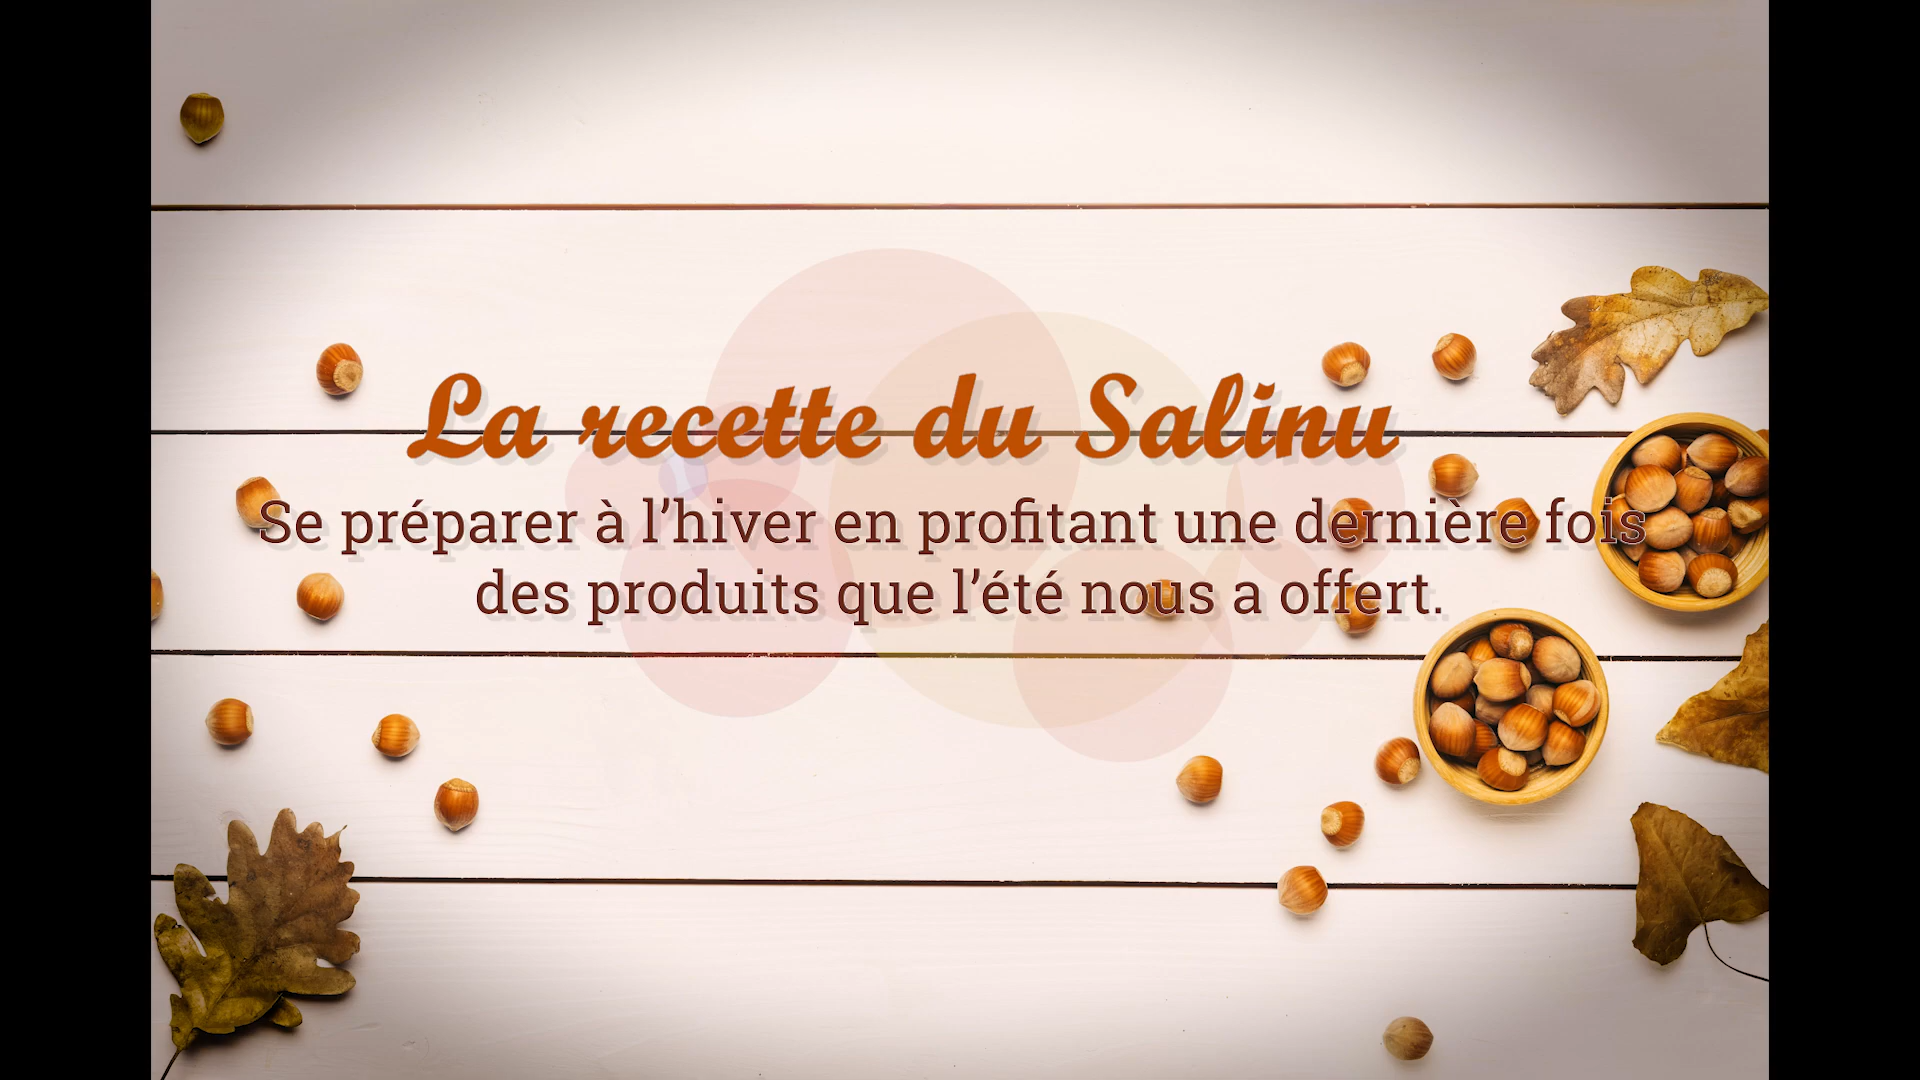 La recette du Salinu
Se préparer à l’hiver en profitant une dernière fois
des produits que l’été nous a offert.